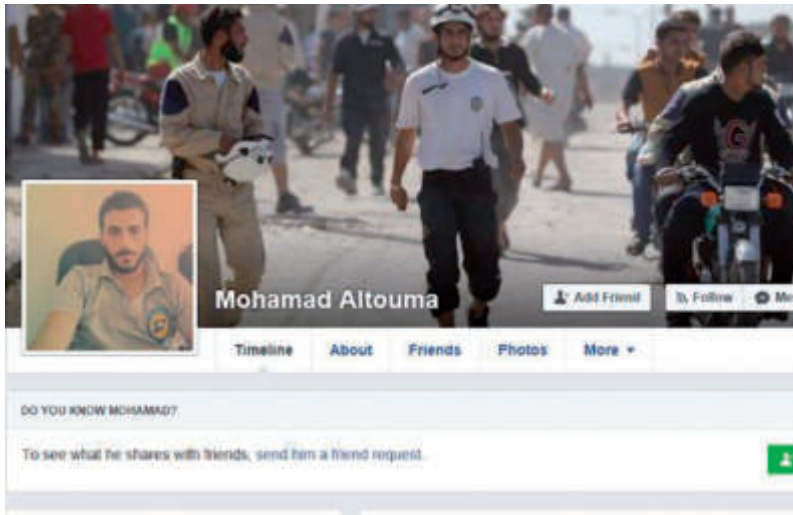 Mohamad Altouma
Add Friend Follow
Timeline About Friends Photos More
DO YOU KNOW MOHAMAD?
To see what he shares with friends, send him a friend request.